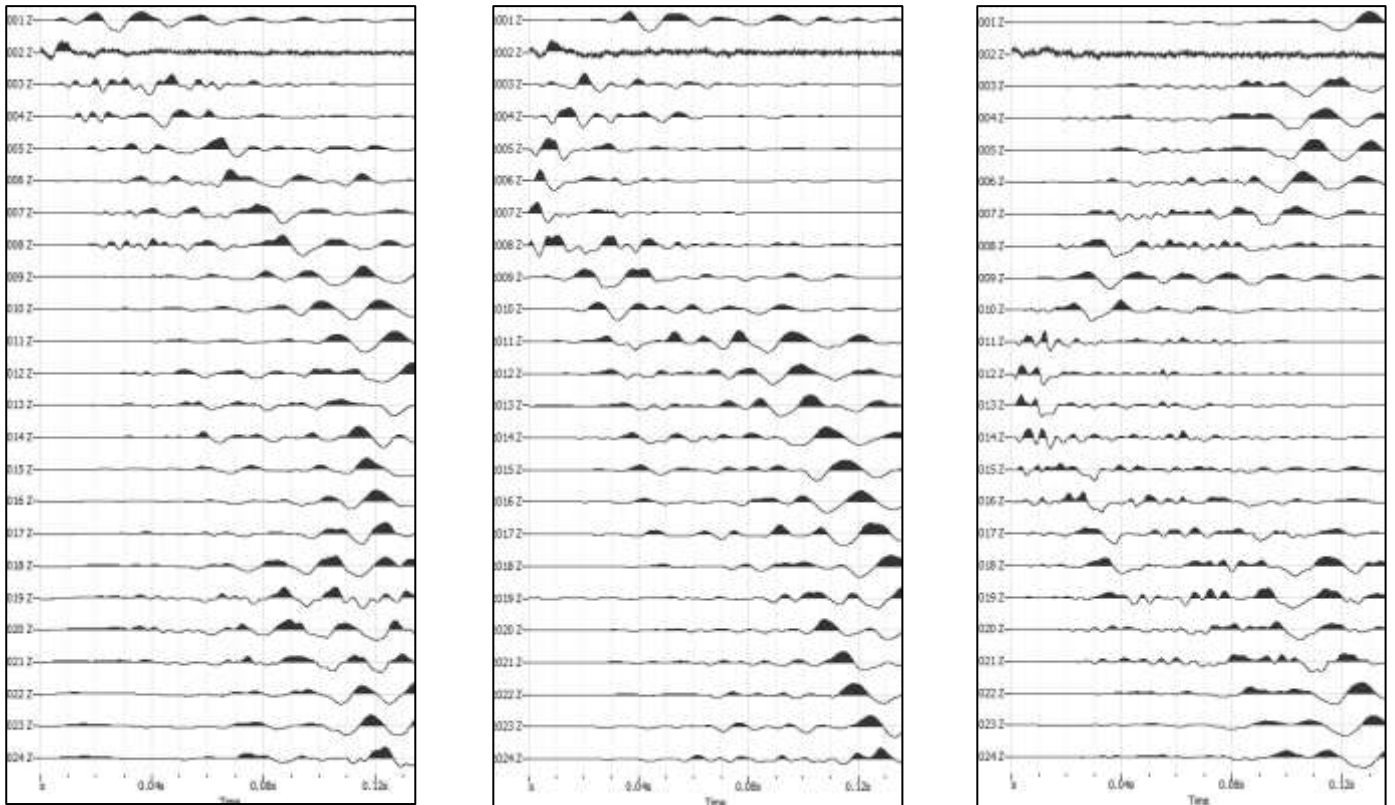 001 Z
002 Z
003 Z
004 Z
005 Z
006 Z
007 Z
008 Z
009 Z
010 Z
011 Z
012 Z
013 Z
014 Z
015 Z
016 Z
017 Z
018 Z
019 Z
020 Z
022 Z
024 Z
0.04s 0.08s 0.12s
Time
001 Z
002 Z
003 Z
004 Z
005 Z
006 Z
007 Z
008 Z
009 Z
010 Z
011 Z
012 Z
013 Z
014 Z
015 Z
016 Z
017 Z
018 Z
019 Z
020 Z
021 Z
022 Z
023 Z
024 Z
0.04s 0.08s 0.12s
Time
001 Z
002 Z
003 Z
004 Z
005 Z
006 Z
007 Z
008 Z
009 Z
010 Z
011 Z
012 Z
013 Z
014 Z
015 Z
016 Z
017 Z
018 Z
019 Z
020 Z
021 Z
022 Z
023 Z
024 Z
0.04s 0.08s 0.12s
Time